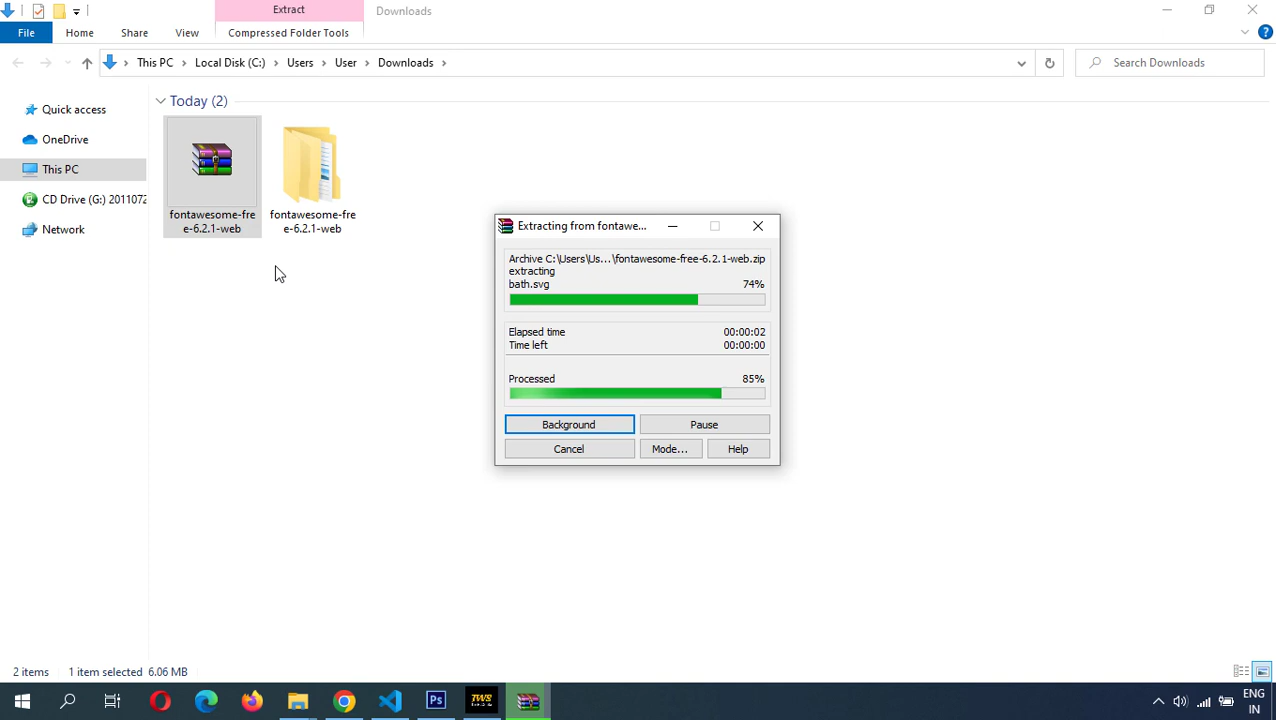 Extract
Downloads
File
Home
Share
View
Compressed Folder Tools
This PC
Local Disk (C:)
Users
User
Downloads
Search Downloads
Quick access
OneDrive
This PC
CD Drive (G:) 2011072
Network
Today (2)
fontawesome-fre
e-6.2.1-web
fontawesome-fre
e-6.2.1-web
Extracting from fontawe...
Archive C:\Users\Us...\fontawesome-free-6.2.1-web.zip
extracting
bath.svg 74%
Elapsed time 00:00:02
Time left 00:00:00
Processed 85%
Background
Pause
Cancel
Mode...
Help
2 items
1 item selected 6.06 MB
Ps
TWS
ENG
IN